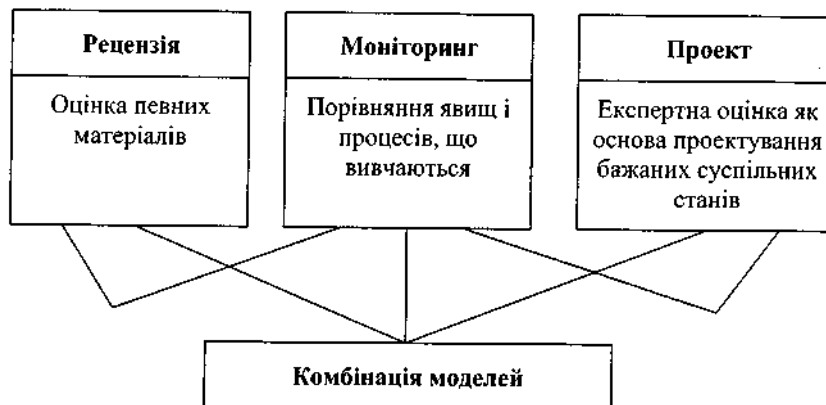 Рецензія
Оцінка певних
матеріалів
Моніторинг
Порівняння явищ і
процесів, що
вивчаються
Проект
Експертна оцінка як
основа проектування
бажаних суспільних
станів
Комбінація моделей